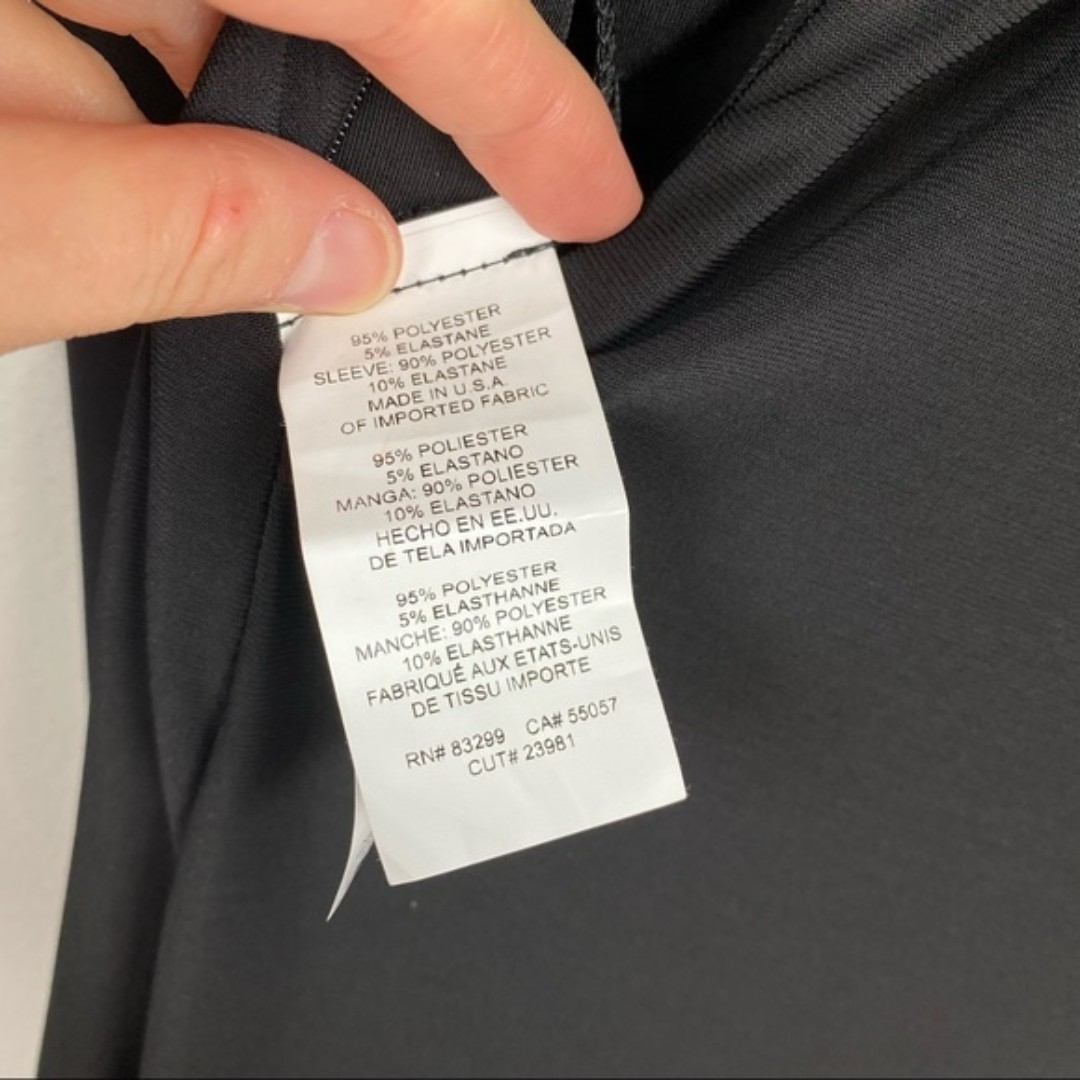 95% POLYESTER
5% ELASTANE
SLEEVE: 90% POLYESTER
10% ELASTANE
MADE IN U.S.A.
OF IMPORTED FABRIC
95% POLIESTER
5% ELASTANO
MANGA: 90% POLIESTER
10% ELASTANO
HECHO EN EE.UU.
DE TELA IMPORTADA
95% POLYESTER
5% ELASTHANNE
MANCHE: 90% POLYESTER
10% ELASTHANNE
FABRIQUÉ AUX ETATS-UNIS
DE TISSU IMPORTE
RN# 83299 CA# 55057
CUT# 23981